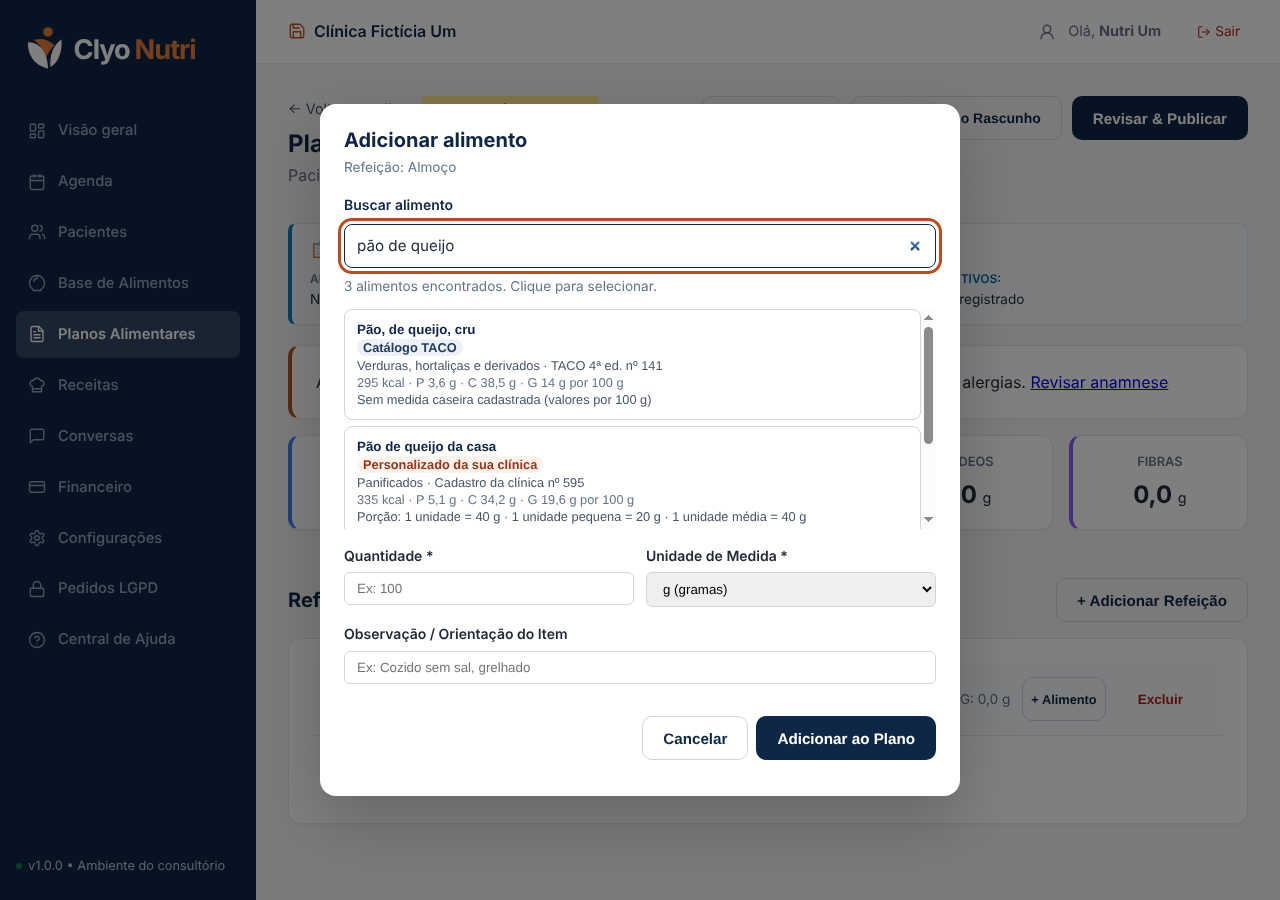 Clyo Nutri
Visão geral
Agenda
Pacientes
Base de Alimentos
Planos Alimentares
Receitas
Conversas
Financeiro
Configurações
Pedidos LGPD
Central de Ajuda
v1.0.0 • Ambiente do consultório
Clínica Fictícia Um
Olá, Nutri Um
Sair
Rascunho
Revisar & Publicar
Adicionar alimento
Refeição: Almoço
Buscar alimento
pão de queijo
×
3 alimentos encontrados. Clique para selecionar.
Pão, de queijo, cru
Catálogo TACO
Verduras, hortaliças e derivados · TACO 4ª ed. nº 141
295 kcal · P 3,6 g · C 38,5 g · G 14 g por 100 g
Sem medida caseira cadastrada (valores por 100 g)
Pão de queijo da casa
Personalizado da sua clínica
Panificados · Cadastro da clínica nº 595
335 kcal · P 5,1 g · C 34,2 g · G 19,6 g por 100 g
Porção: 1 unidade = 40 g · 1 unidade pequena = 20 g · 1 unidade média = 40 g
Quantidade *
Unidade de Medida *
Ex: 100
g (gramas)
Observação / Orientação do Item
Ex: Cozido sem sal, grelhado
Cancelar
Adicionar ao Plano
TIVOS:
registrado
alergias. Revisar anamnese
DEOS
0 g
FIBRAS
0,0 g
+ Adicionar Refeição
G: 0,0 g
+ Alimento
Excluir